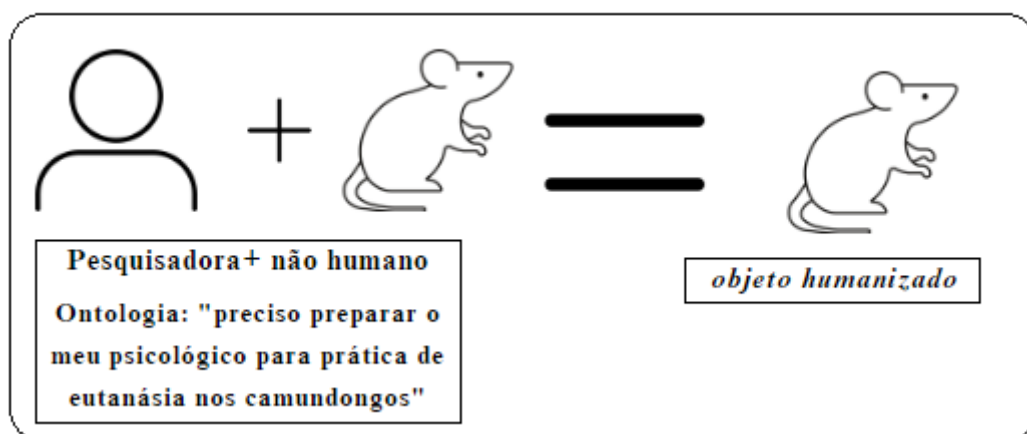 Pesquisadora+ não humano
Ontologia: "preciso preparar o
meu psicológico para prática de
eutanásia nos camundongos"
objeto humanizado